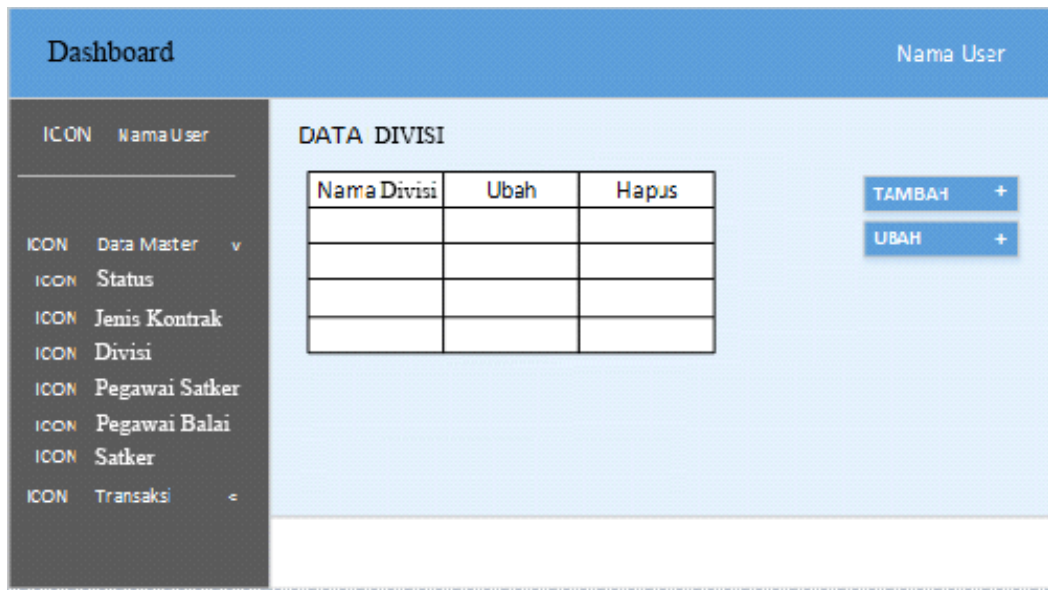 Dashboard Nama User
ICON Nama User
DATA DIVISI
Nama Divisi Ubah Hapus
TAMBAH +
UBAH +
ICON Data Master v
ICON Status
ICON Jenis Kontrak
ICON Divisi
ICON Pegawai Satker
ICON Pegawai Balai
ICON Satker
ICON Transaksi <